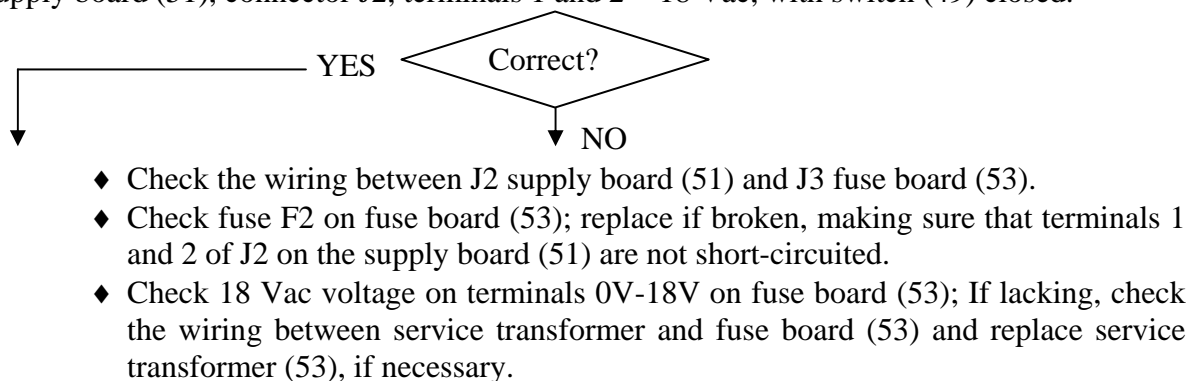 supply board (51), connector J2, terminals 1 and 2 = 18 Vac, with switch (49) closed.
YES Correct?
NO
♦ Check the wiring between J2 supply board (51) and J3 fuse board (53).
♦ Check fuse F2 on fuse board (53); replace if broken, making sure that terminals 1
and 2 of J2 on the supply board (51) are not short-circuited.
♦ Check 18 Vac voltage on terminals 0V-18V on fuse board (53); If lacking, check
the wiring between service transformer and fuse board (53) and replace service
transformer (53), if necessary.